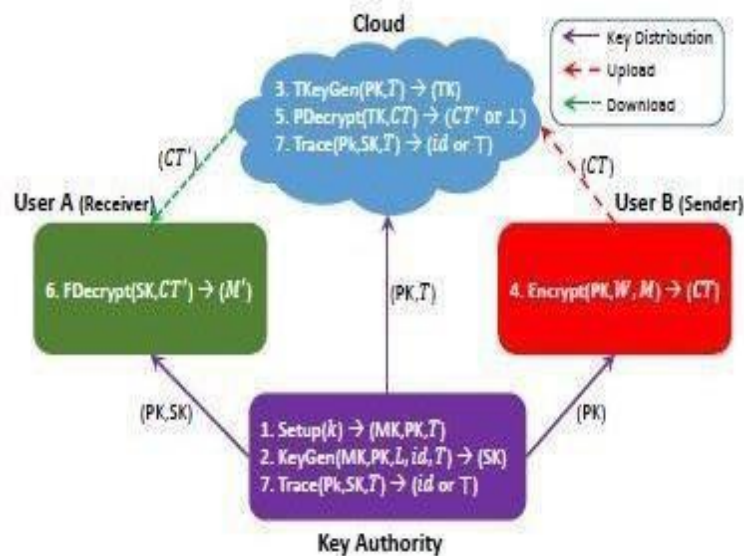 Cloud
Key Distribution
Upload
Download
3. TKeyGen(PK,T) → (TK)
5. PDecrypt(TK,CT) → (CT' or ⊥)
7. Trace(Pk,SK,T) → (id or ⊤)
(CT')
(CT)
User A (Receiver)
User B (Sender)
6. FDecrypt(SK,CT') → (M')
(PK,T)
4. Encrypt(PK,W,M) → (CT)
(PK,SK)
(PK)
1. Setup(k) → (MK,PK,T)
2. KeyGen(MK,PK,L,id,T) → (SK)
7. Trace(Pk,SK,T) → (id or ⊤)
Key Authority